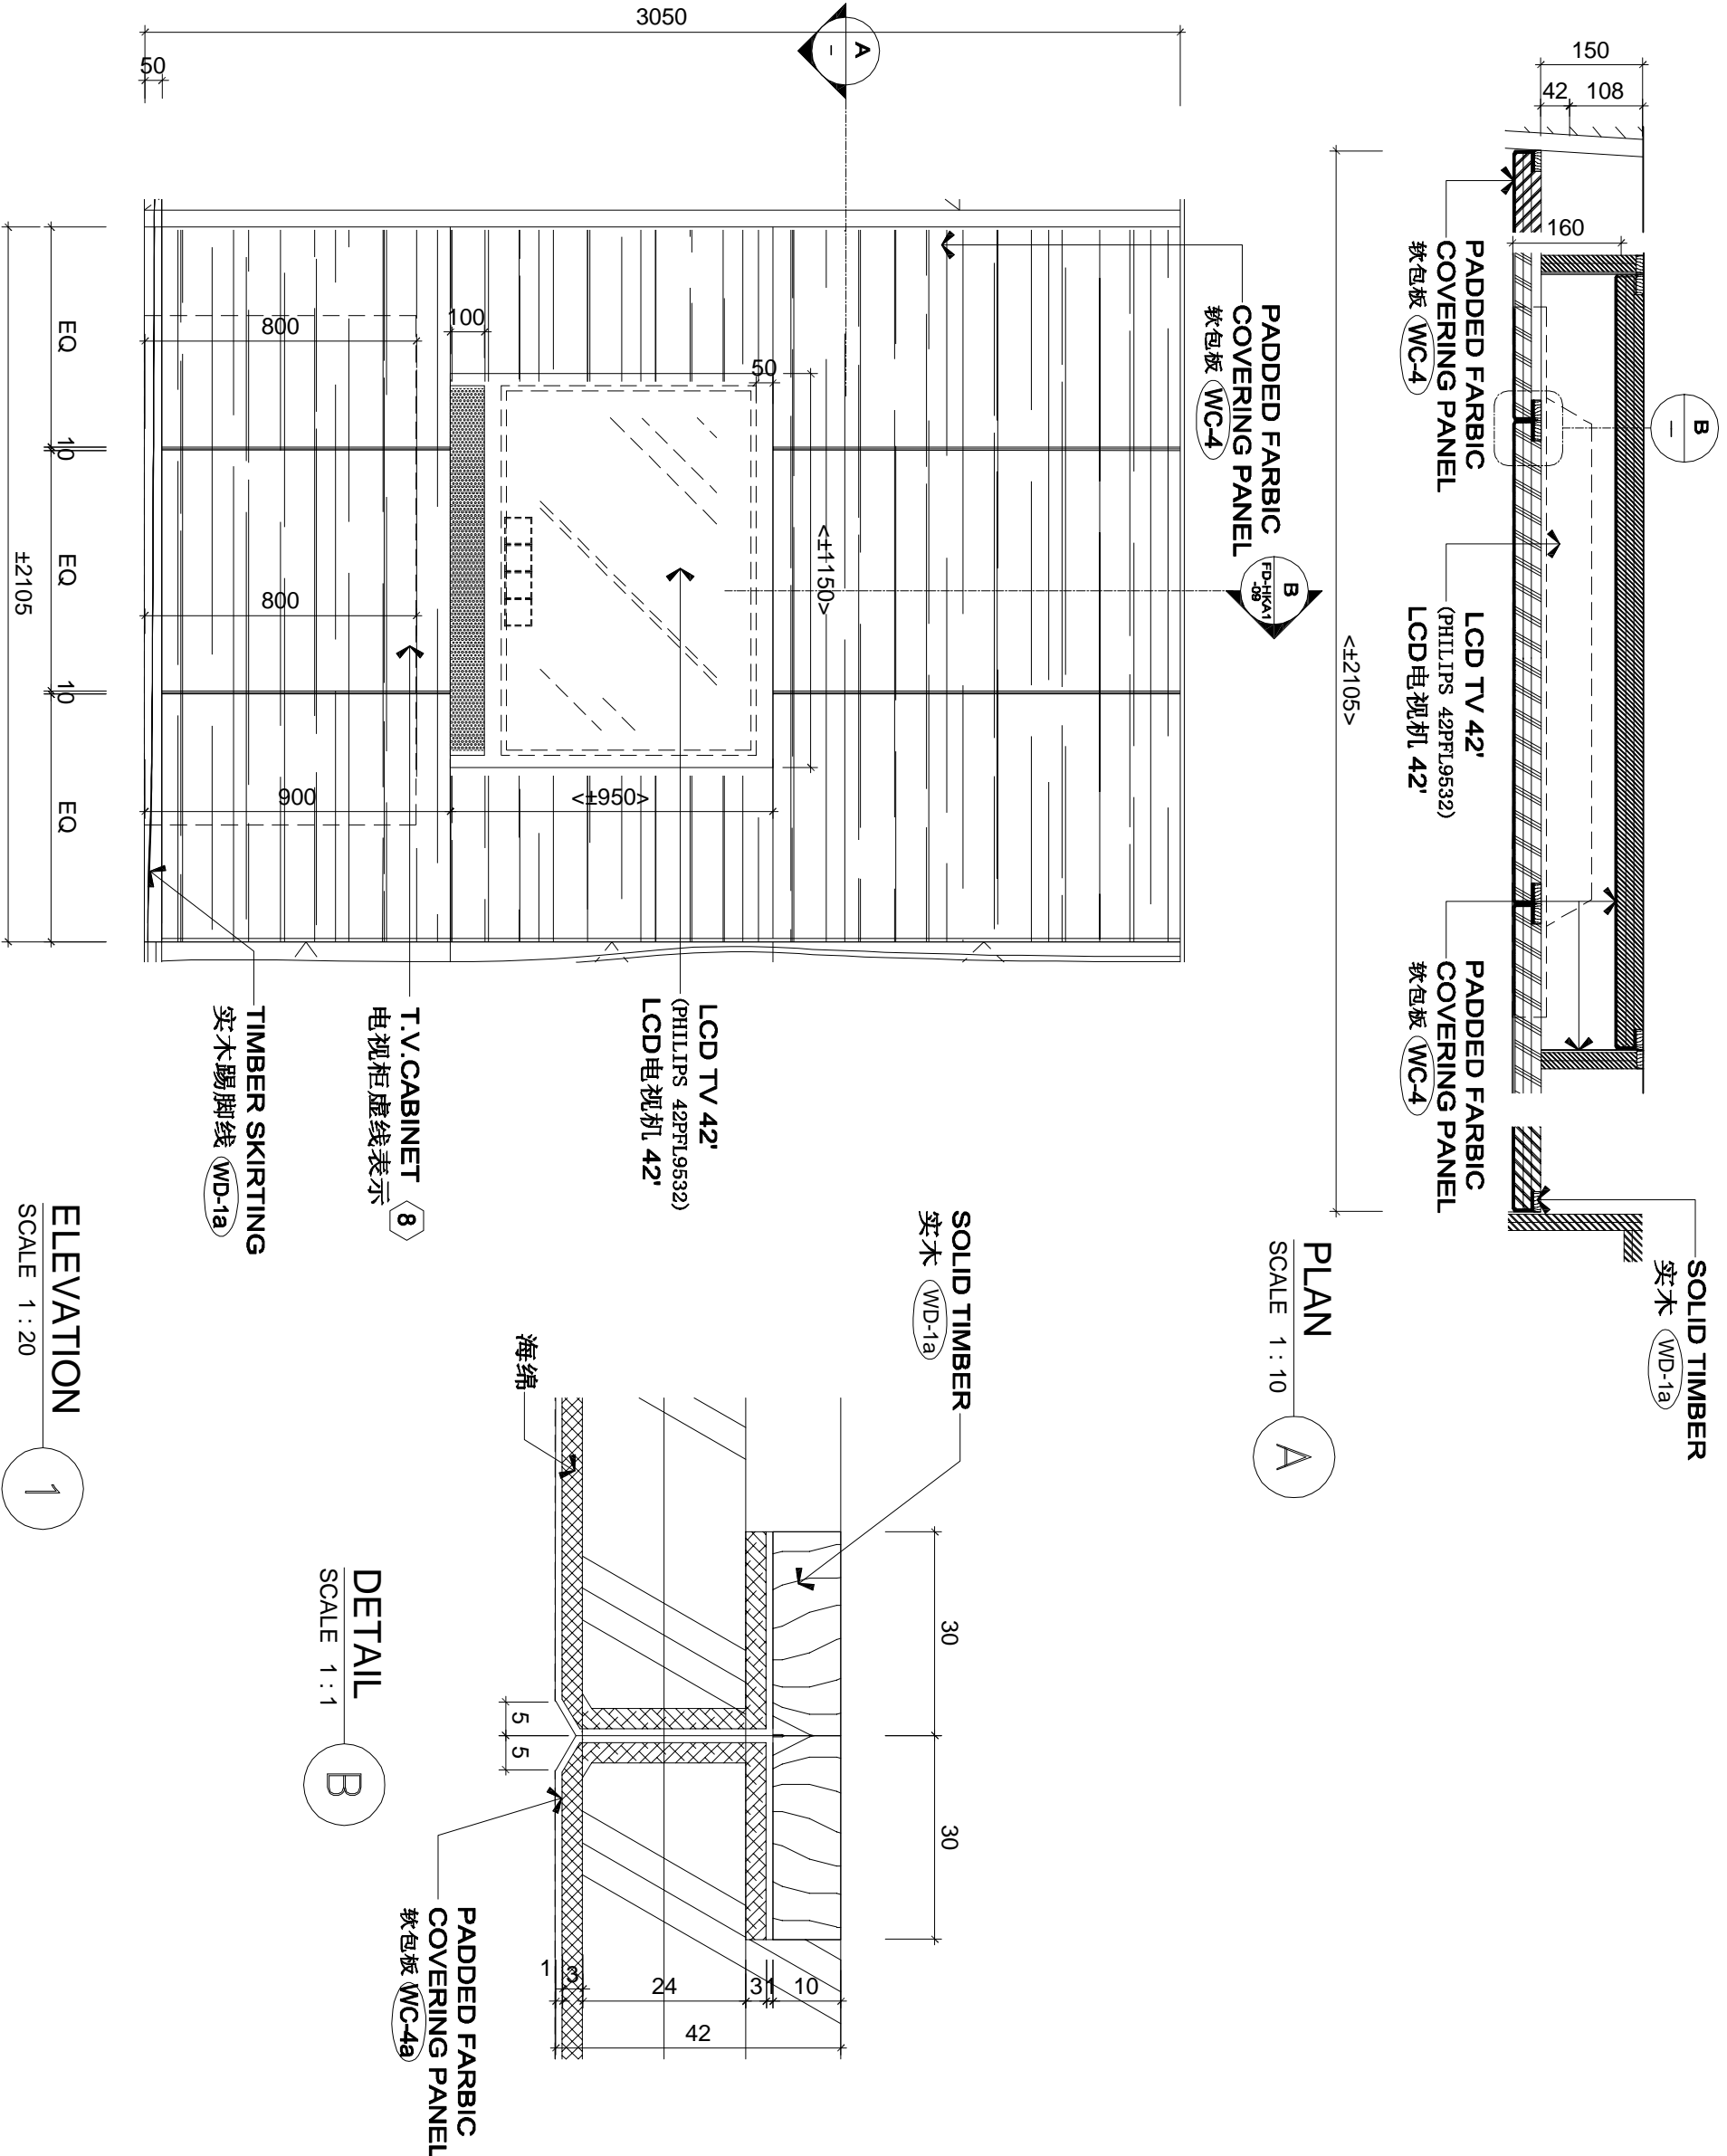 150
42
108
160
PADDED FARBIC
COVERING PANEL
软包板 WC-4
B
—
LCD TV 42'
(PHILIPS 42PFL9532)
LCD电视机 42'
PADDED FARBIC
COVERING PANEL
软包板 WC-4
SOLID TIMBER
实木 WD-1a
<±2105>
PLAN
SCALE 1 : 10
A
3050
50
A
–
PADDED FARBIC
COVERING PANEL
软包板 WC-4
B
FD-HKA1
-09
800
100
50
<±1150>
800
900
<±950>
EQ
10
EQ
10
EQ
±2105
LCD TV 42'
(PHILIPS 42PFL9532)
LCD电视机 42'
T.V.CABINET
电视柜虚线表示 8
TIMBER SKIRTING
实木踢脚线 WD-1a
ELEVATION
SCALE 1 : 20
1
SOLID TIMBER
实木 WD-1a
海绵
30
30
5
5
1
3
24
3
1
10
42
PADDED FARBIC
COVERING PANEL
软包板 WC-4a
DETAIL
SCALE 1 : 1
B